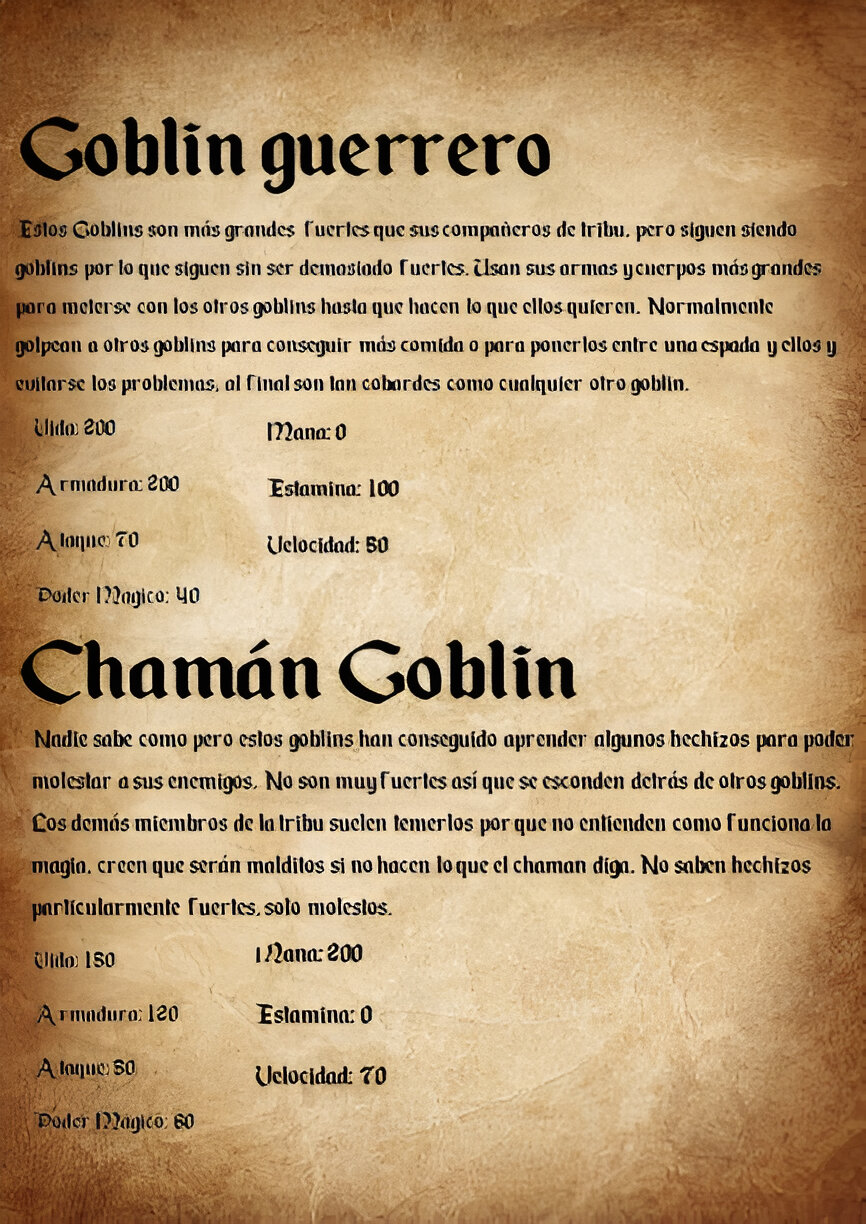 Goblin guerrero
Estos Goblins son más grandes fuertes que sus compañeros de tribu, pero siguen siendo
goblins por lo que siguen sin ser demasiado fuertes. Usan sus armas y cuerpos más grandes
para meterse con los otros goblins hasta que hacen lo que ellos quieren. Normalmente
golpean a otros goblins para conseguir más comida o para ponerlos entre una espada y ellos y
evitarse los problemas, al final son tan cobardes como cualquier otro goblin.
Vida: 200 Mana: 0
Armadura: 200 Estamina: 100
Ataque: 70 Velocidad:
Poder Magico: 40
Chamán Goblin
Nadie sabe como pero estos goblins han conseguido aprender algunos hechizos para poder
molestar a sus enemigos. No son muy fuertes así que se esconden detrás de otros goblins.
Los demás miembros de la tribu suelen temerlos por que no entienden como funciona la
magia, creen que serán malditos si no hacen lo que el chaman diga. No saben hechizos
particularmente fuertes, solo molestos.
Vida: Mana: 200
Armadura: 120 Estamina: 0
Ataque: Velocidad: 70
Poder Magico: